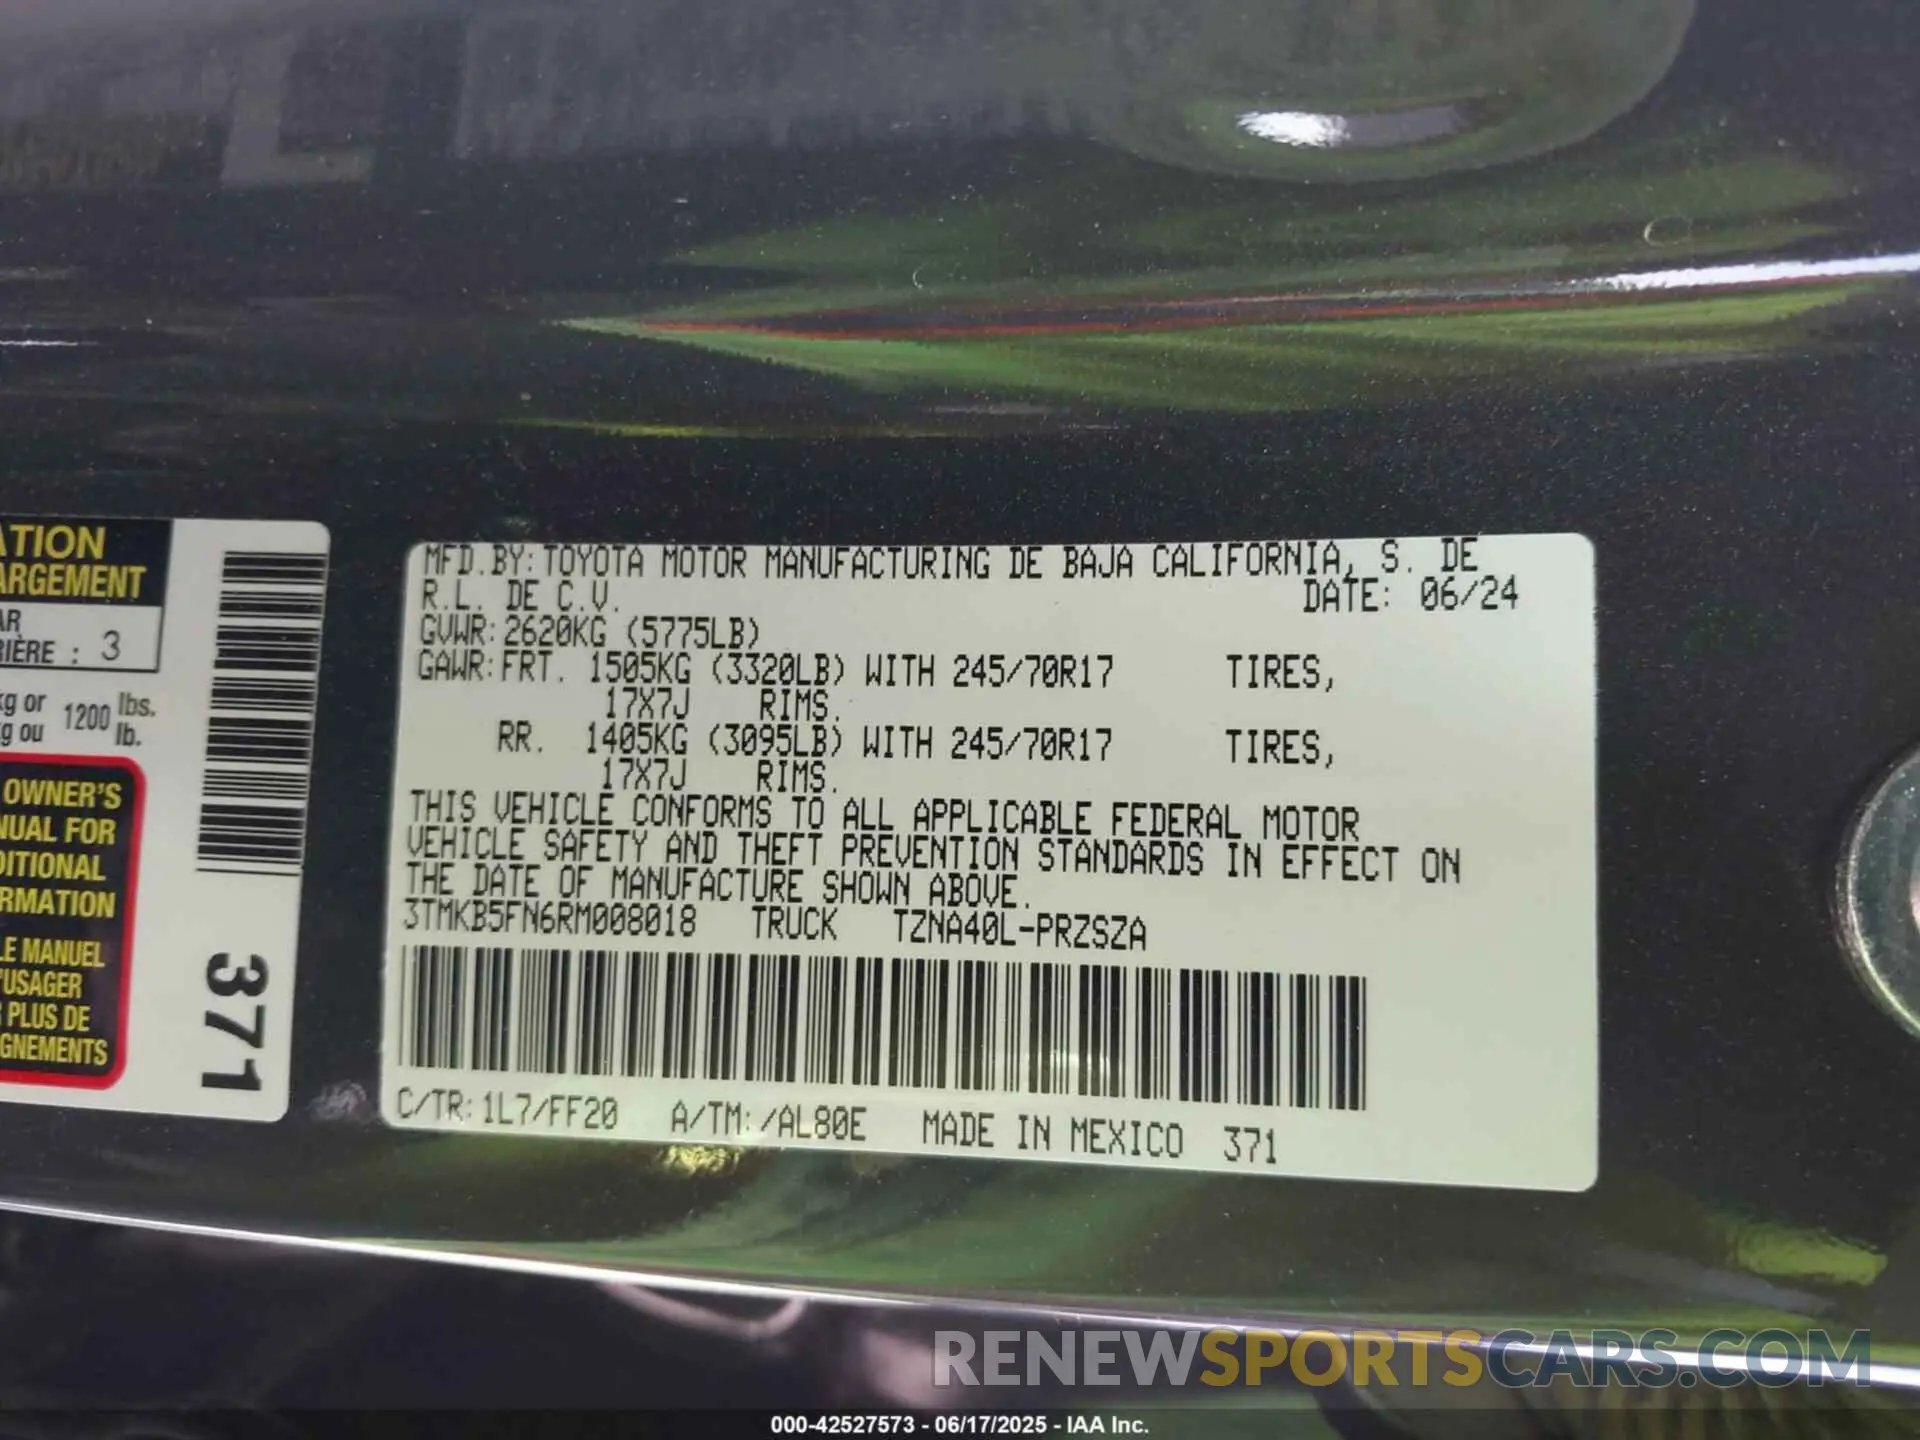 ATION
ARGEMENT
AR
RIÈRE : 3
kg or 1200 lbs.
kg ou lb.
OWNER'S
NUAL FOR
DITIONAL
RMATION
LE MANUEL
'USAGER
PLUS DE
GNEMENTS
371
MFD.BY:TOYOTA MOTOR MANUFACTURING DE BAJA CALIFORNIA, S. DE
R.L. DE C.V. DATE: 06/24
GVWR:2620KG (5775LB)
GAWR:FRT. 1505KG (3320LB) WITH 245/70R17 TIRES,
17X7J RIMS.
RR. 1405KG (3095LB) WITH 245/70R17 TIRES,
17X7J RIMS.
THIS VEHICLE CONFORMS TO ALL APPLICABLE FEDERAL MOTOR
VEHICLE SAFETY AND THEFT PREVENTION STANDARDS IN EFFECT ON
THE DATE OF MANUFACTURE SHOWN ABOVE.
3TMKB5FN6RM008018 TRUCK TZNA40L-PRZSZA
C/TR:1L7/FF20 A/TM:/AL80E MADE IN MEXICO 371
RENEWSPORTSCARS.COM
000-42527573 - 06/17/2025 - IAA Inc.